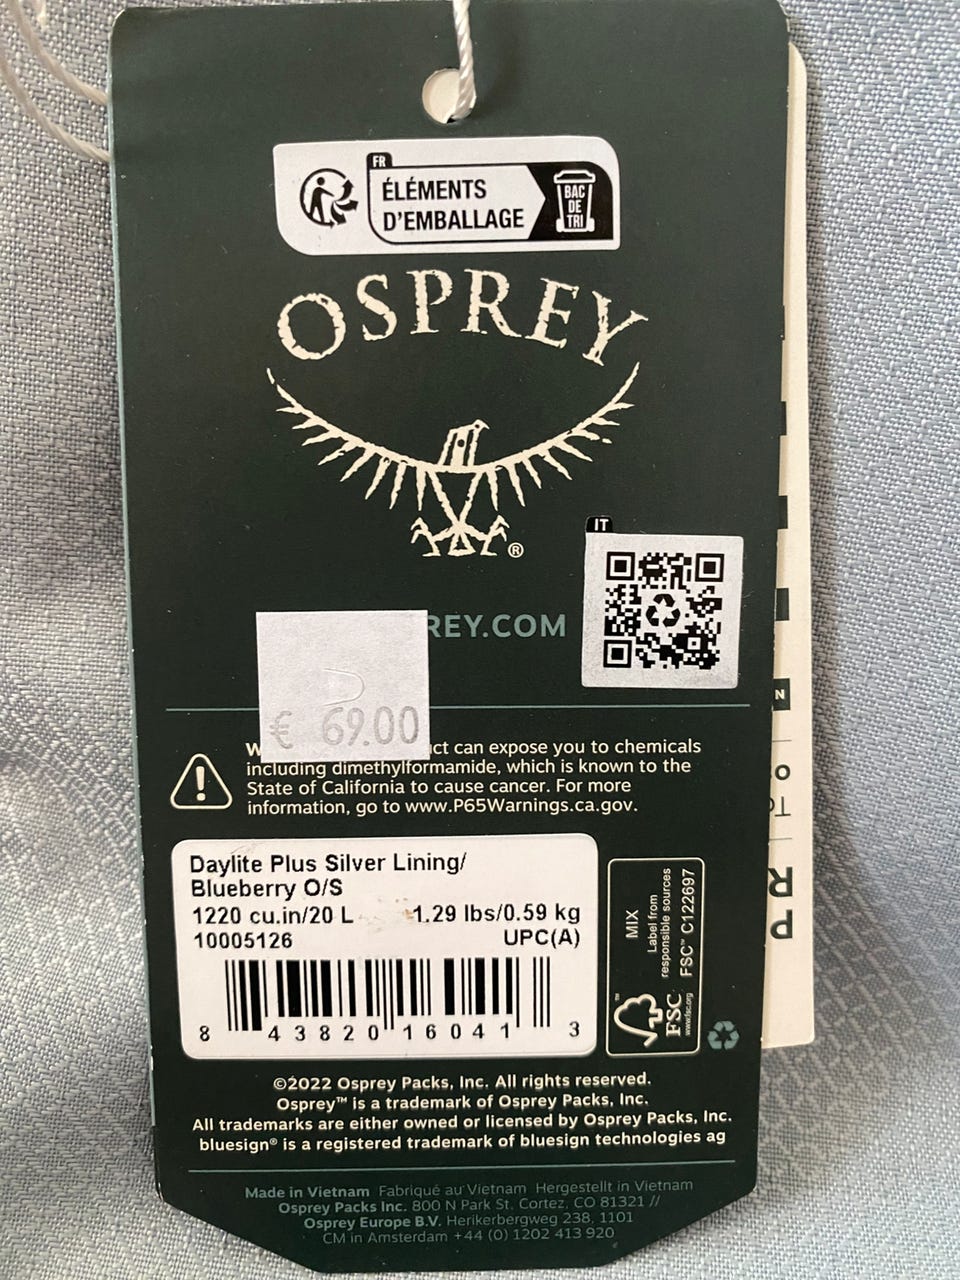 FR
ÉLÉMENTS
D'EMBALLAGE
BAC
DE
TRI
OSPREY
®
IT
REY.COM
€ 69.00
N
can expose you to chemicals
including dimethylformamide, which is known to the
State of California to cause cancer. For more
information, go to www.P65Warnings.ca.gov.
Daylite Plus Silver Lining/
Blueberry O/S
1220 cu.in/20 L 1.29 lbs/0.59 kg
10005126 UPC(A)
8 43820 16041 3
MIX
Label from
responsible sources
FSC™ C122697
FSC
™
www.fsc.org
©2022 Osprey Packs, Inc. All rights reserved.
Osprey™ is a trademark of Osprey Packs, Inc.
All trademarks are either owned or licensed by Osprey Packs, Inc.
bluesign® is a registered trademark of bluesign technologies ag
Made in Vietnam Fabriqué au Vietnam Hergestellt in Vietnam
Osprey Packs Inc. 800 N Park St. Cortez, CO 81321 //
Osprey Europe B.V. Herikerbergweg 238, 1101
CM in Amsterdam +44 (0) 1202 413 920